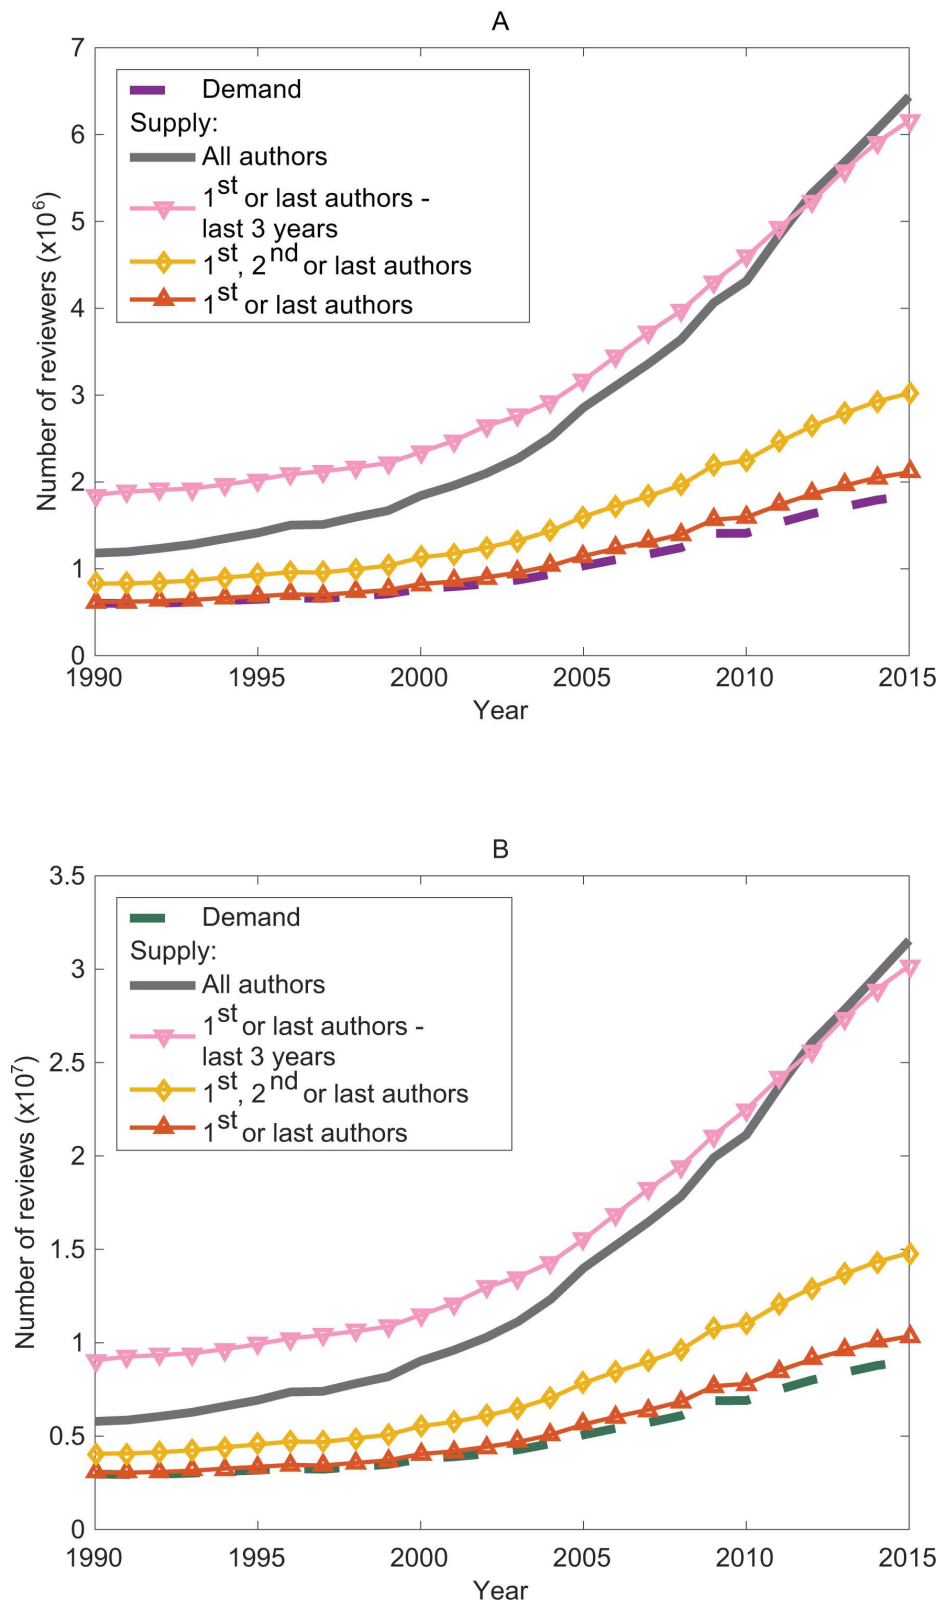 A
7
6
5
4
3
2
1
0
Number of reviewers (x10^6)
Demand
Supply:
All authors
1st or last authors -
last 3 years
1st, 2nd or last authors
1st or last authors
1990 1995 2000 2005 2010 2015
Year
B
3.5
3
2.5
2
1.5
1
0.5
0
Number of reviews (x10^7)
Demand
Supply:
All authors
1st or last authors -
last 3 years
1st, 2nd or last authors
1st or last authors
1990 1995 2000 2005 2010 2015
Year